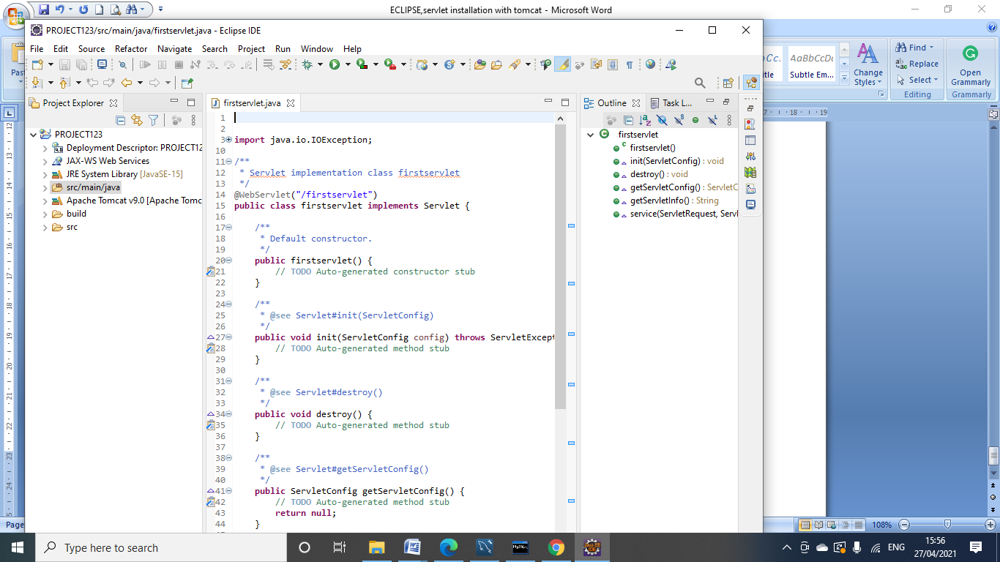 ECLIPSE,servlet installation with tomcat - Microsoft Word
PROJECT123/src/main/java/firstservlet.java - Eclipse IDE
File Edit Source Refactor Navigate Search Project Run Window Help
Past
tle
AaBbCcDc
Subtle Em...
Change
Styles
Find
Replace
Select
Editing
Open
Grammarly
Grammarly
Project Explorer
PROJECT123
Deployment Descriptor: PROJECT12
JAX-WS Web Services
JRE System Library [JavaSE-15]
src/main/java
Apache Tomcat v9.0 [Apache Tomc
build
src
firstservlet.java
1
2
3 import java.io.IOException;
10
11 /**
12 * Servlet implementation class firstservlet
13 */
14 @WebServlet("/firstservlet")
15 public class firstservlet implements Servlet {
16
17 /**
18 * Default constructor.
19 */
20 public firstservlet() {
21 // TODO Auto-generated constructor stub
22 }
23
24 /**
25 * @see Servlet#init(ServletConfig)
26 */
27 public void init(ServletConfig config) throws ServletExcept
28 // TODO Auto-generated method stub
29 }
30
31 /**
32 * @see Servlet#destroy()
33 */
34 public void destroy() {
35 // TODO Auto-generated method stub
36 }
37
38 /**
39 * @see Servlet#getServletConfig()
40 */
41 public ServletConfig getServletConfig() {
42 // TODO Auto-generated method stub
43 return null;
44 }
Outline
Task L...
firstservlet
firstservlet()
init(ServletConfig) : void
destroy() : void
getServletConfig() : ServletC
getServletInfo() : String
service(ServletRequest, Servl
Page
108%
Type here to search
ENG
15:56
27/04/2021